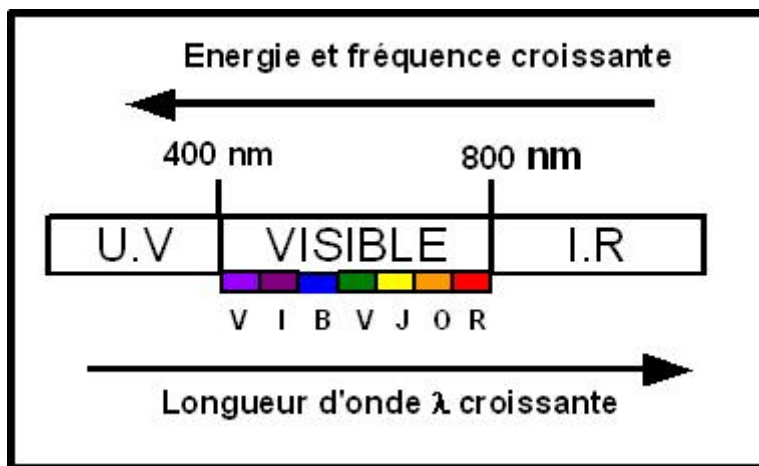 Energie et fréquence croissante
400 nm 800 nm
U.V VISIBLE I.R
V I B V J O R
Longueur d'onde λ croissante